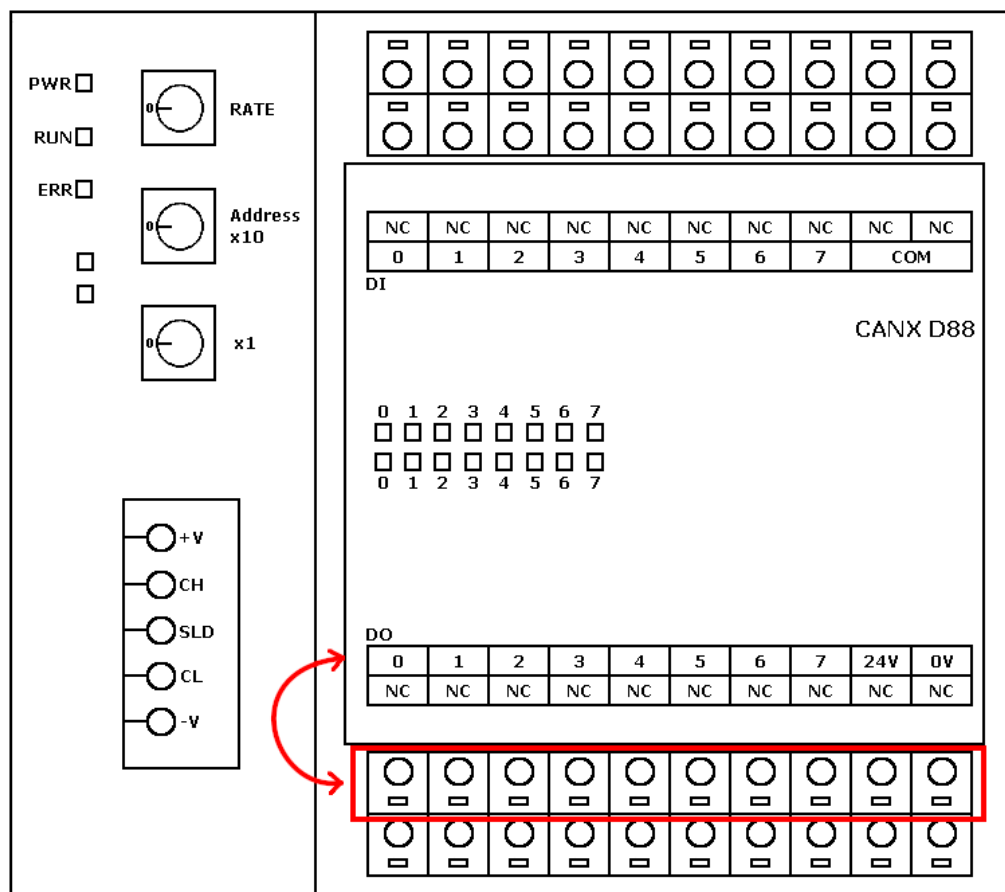 PWR
0 RATE
RUN
ERR
0 Address
x10
0 x1
+V
CH
SLD
CL
-V
NC NC NC NC NC NC NC NC NC NC
0 1 2 3 4 5 6 7 COM
DI
CANX D88
0 1 2 3 4 5 6 7
0 1 2 3 4 5 6 7
DO
0 1 2 3 4 5 6 7 24V 0V
NC NC NC NC NC NC NC NC NC NC